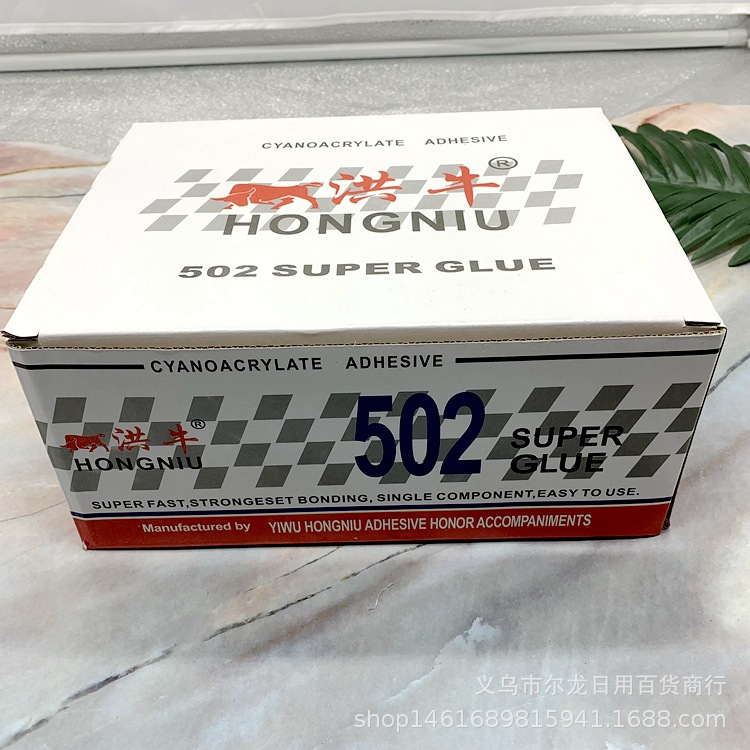 CYANOACRYLATE ADHESIVE
洪牛®
HONGNIU
502 SUPER GLUE
CYANOACRYLATE ADHESIVE
洪牛®
HONGNIU
502 SUPER
GLUE
SUPER FAST,STRONGESET BONDING, SINGLE COMPONENT,EASY TO USE.
Manufactured by YIWU HONGNIU ADHESIVE HONOR ACCOMPANIMENTS
义乌市尔龙日用百货商行
shop1461689815941.1688.com